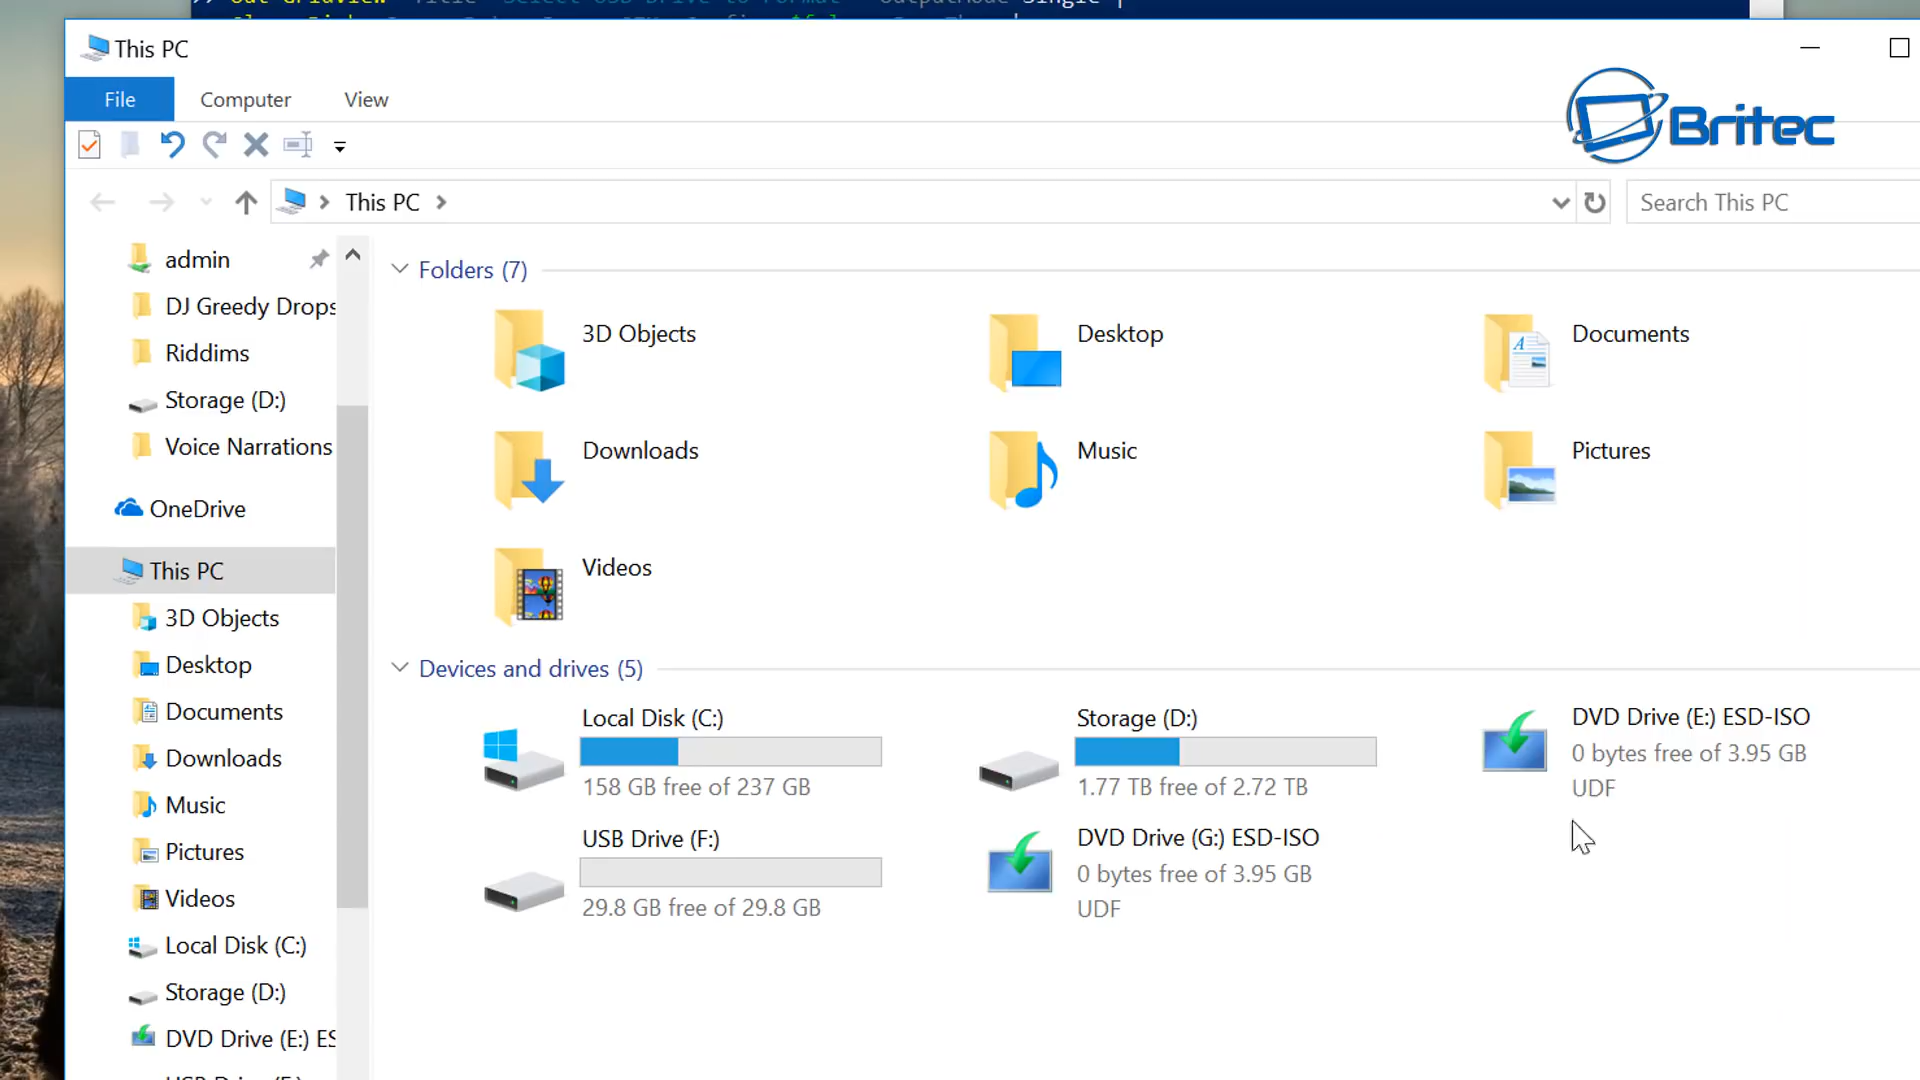 This PC
File Computer View
Britec
This PC
Search This PC
admin
DJ Greedy Drops
Riddims
Storage (D:)
Voice Narrations
OneDrive
This PC
3D Objects
Desktop
Documents
Downloads
Music
Pictures
Videos
Local Disk (C:)
Storage (D:)
DVD Drive (E:) ES
Folders (7)
3D Objects
Desktop
Documents
Downloads
Music
Pictures
Videos
Devices and drives (5)
Local Disk (C:)
158 GB free of 237 GB
Storage (D:)
1.77 TB free of 2.72 TB
DVD Drive (E:) ESD-ISO
0 bytes free of 3.95 GB
UDF
USB Drive (F:)
29.8 GB free of 29.8 GB
DVD Drive (G:) ESD-ISO
0 bytes free of 3.95 GB
UDF